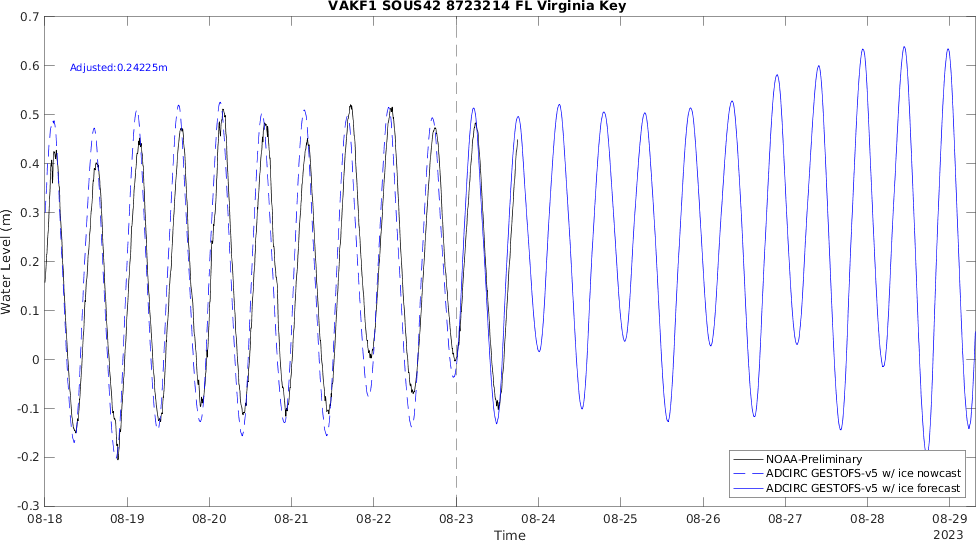 VAKF1 SOUS42 8723214 FL Virginia Key
0.7
0.6
0.5
0.4
0.3
0.2
0.1
0
-0.1
-0.2
-0.3
Water Level (m)
Adjusted:0.24225m
NOAA-Preliminary
ADCIRC GESTOFS-v5 w/ ice nowcast
ADCIRC GESTOFS-v5 w/ ice forecast
08-18 08-19 08-20 08-21 08-22 08-23 08-24 08-25 08-26 08-27 08-28 08-29
Time
2023